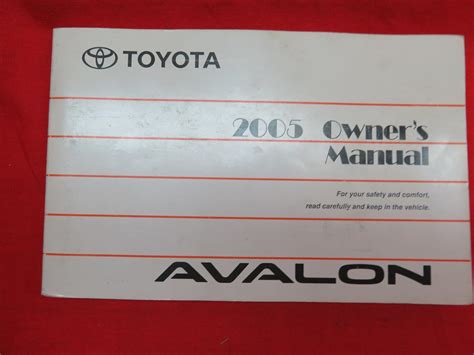 TOYOTA
2005 Owner's
Manual
For your safety and comfort,
read carefully and keep in the vehicle.
AVALON